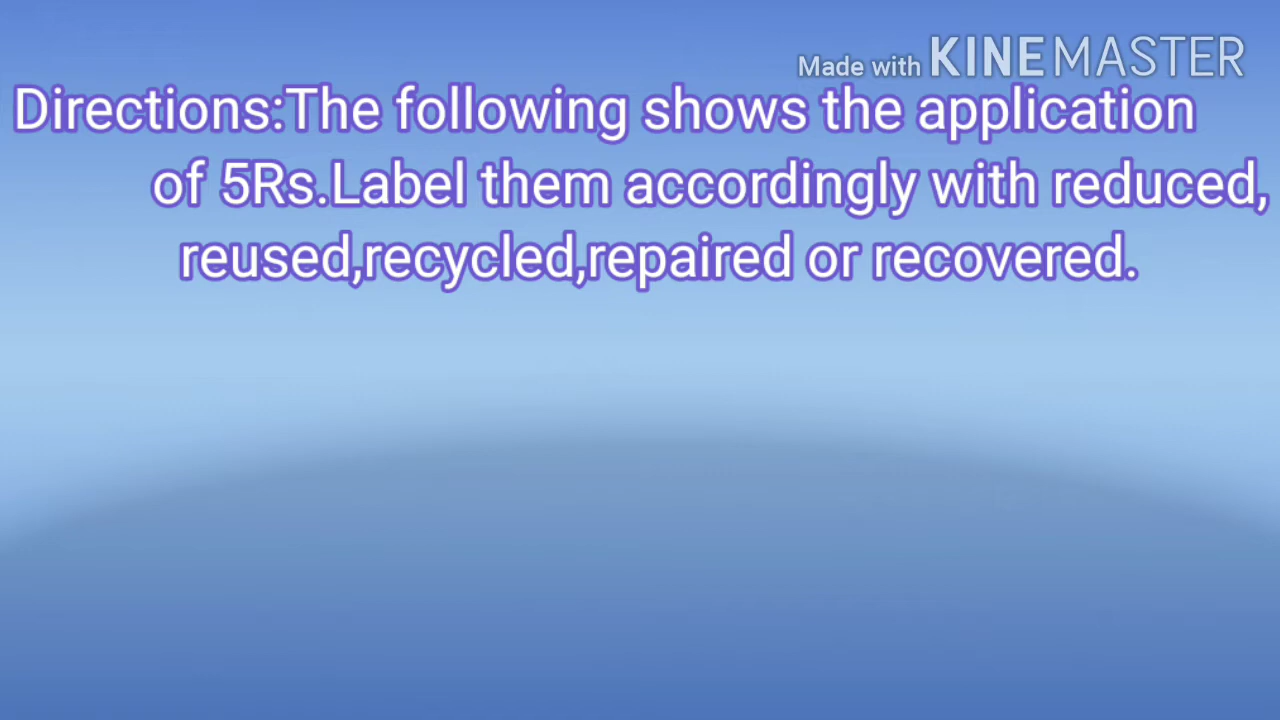 Made with KINEMASTER
Directions:The following shows the application
of 5Rs.Label them accordingly with reduced,
reused,recycled,repaired or recovered.